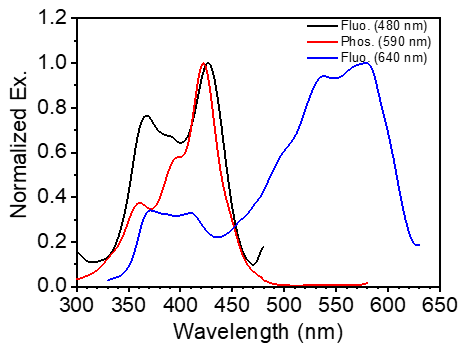 1.2
1.0
0.8
0.6
0.4
0.2
0.0
Normalized Ex.
Fluo. (480 nm)
Phos. (590 nm)
Fluo. (640 nm)
300 350 400 450 500 550 600 650
Wavelength (nm)